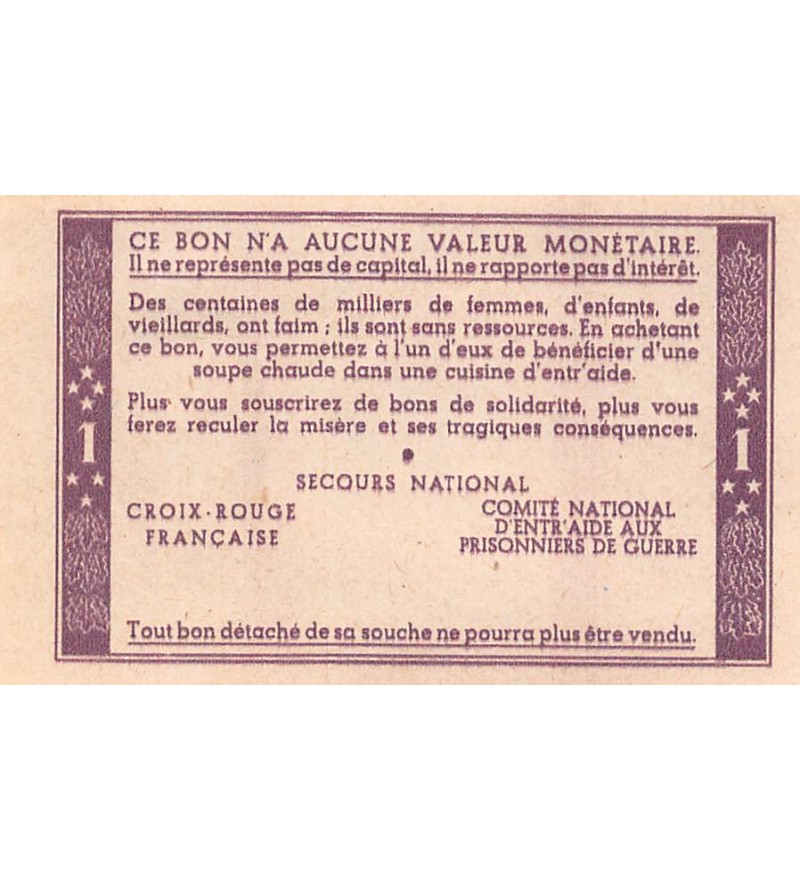 CE BON N'A AUCUNE VALEUR MONÉTAIRE.
Il ne représente pas de capital, il ne rapporte pas d'intérêt.
Des centaines de milliers de femmes, d'enfants, de
vieillards, ont faim ; ils sont sans ressources. En achetant
ce bon, vous permettez à l'un d'eux de bénéficier d'une
soupe chaude dans une cuisine d'entr'aide.
Plus vous souscrirez de bons de solidarité, plus vous
ferez reculer la misère et ses tragiques conséquences.
1
1
SECOURS NATIONAL
CROIX-ROUGE
FRANÇAISE
COMITÉ NATIONAL
D'ENTR'AIDE AUX
PRISONNIERS DE GUERRE
Tout bon détaché de sa souche ne pourra plus être vendu.